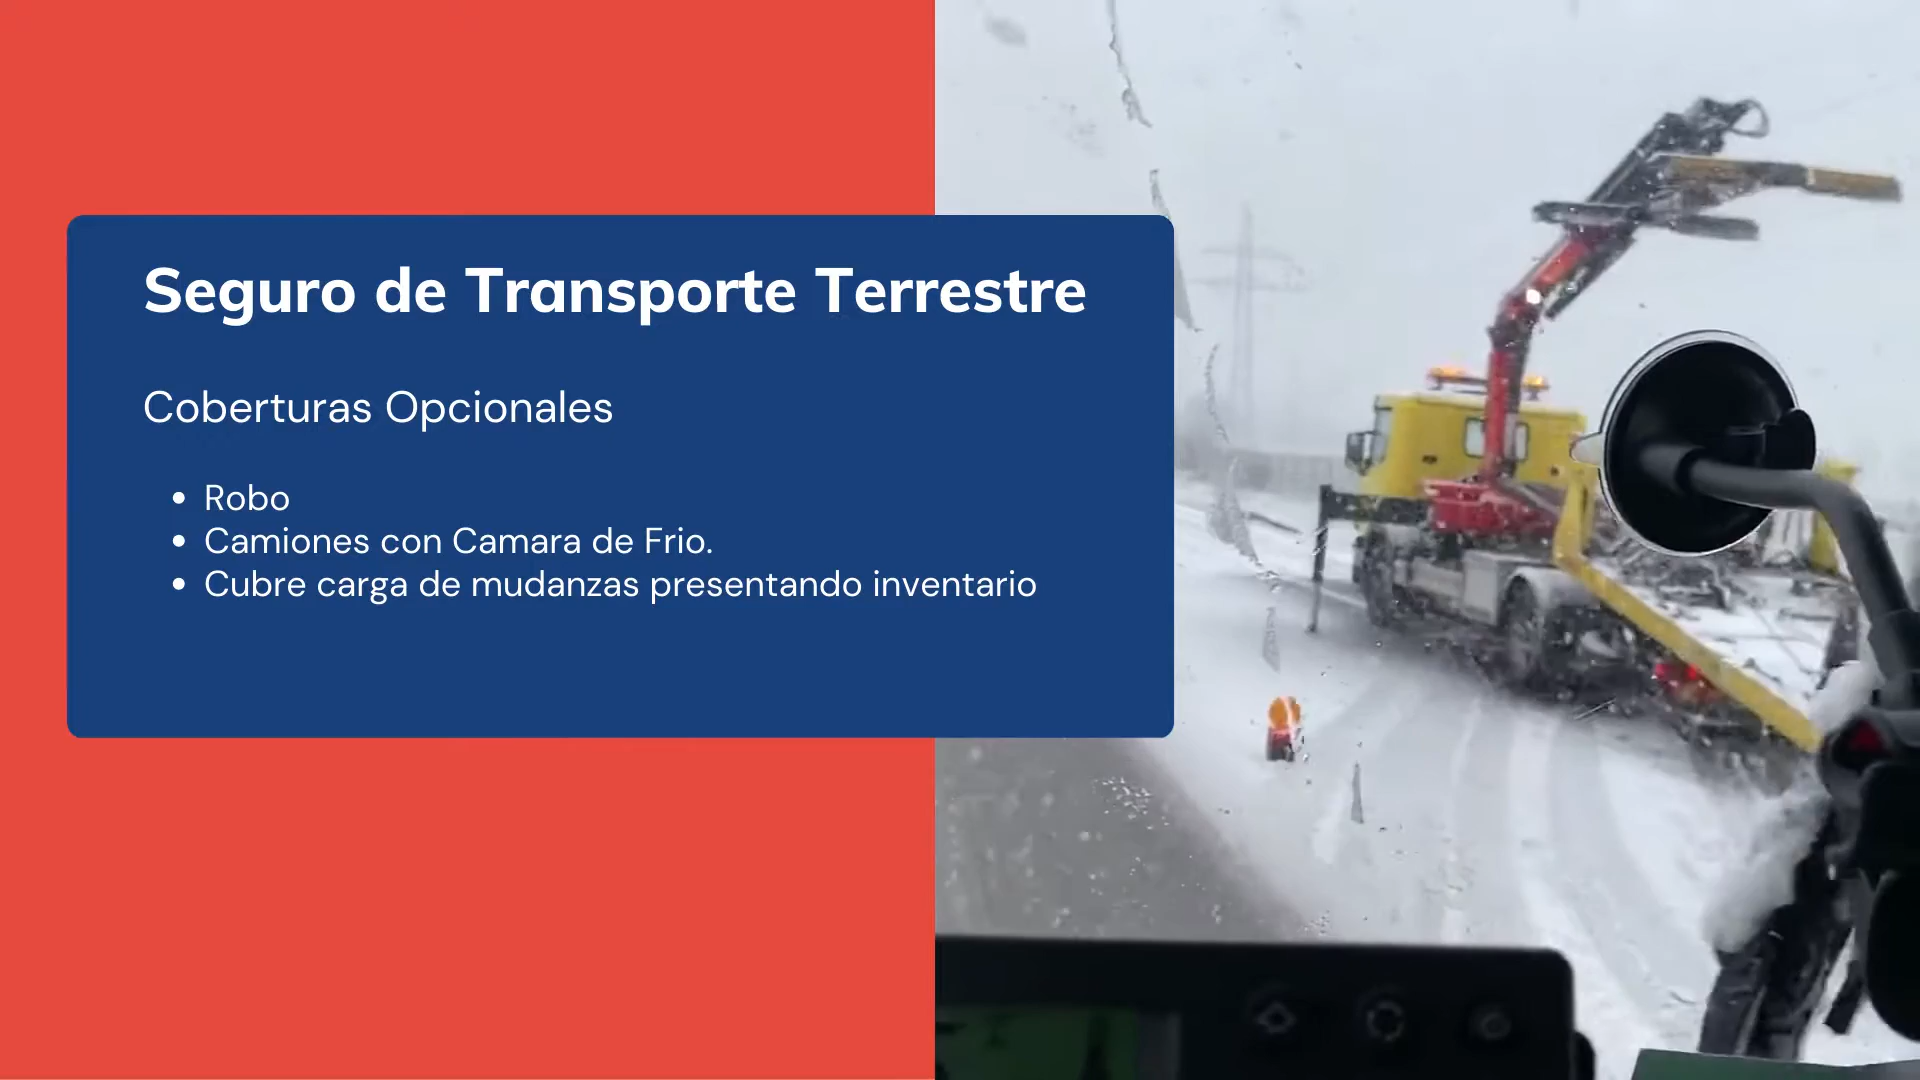 Seguro de Transporte Terrestre
Coberturas Opcionales
• Robo
• Camiones con Camara de Frio.
• Cubre carga de mudanzas presentando inventario